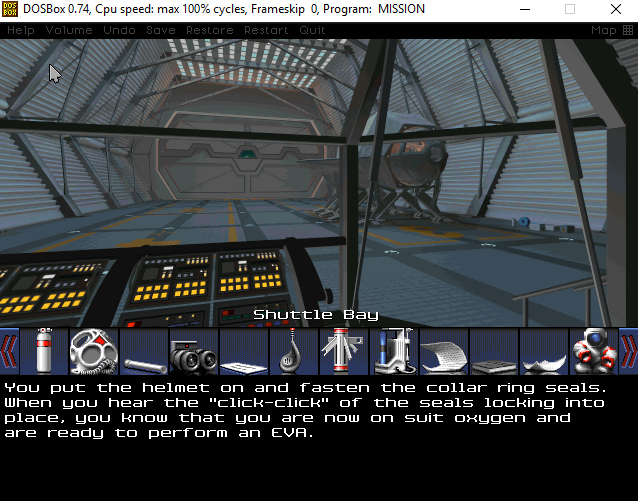 DOSBox 0.74, Cpu speed: max 100% cycles, Frameskip 0, Program: MISSION
DOS
BOX
Help Volume Undo Save Restore Restart Quit Map
Shuttle Bay
You put the helmet on and fasten the collar ring seals.
When you hear the "click-click" of the seals locking into
place, you know that you are now on suit oxygen and
are ready to perform an EVA.